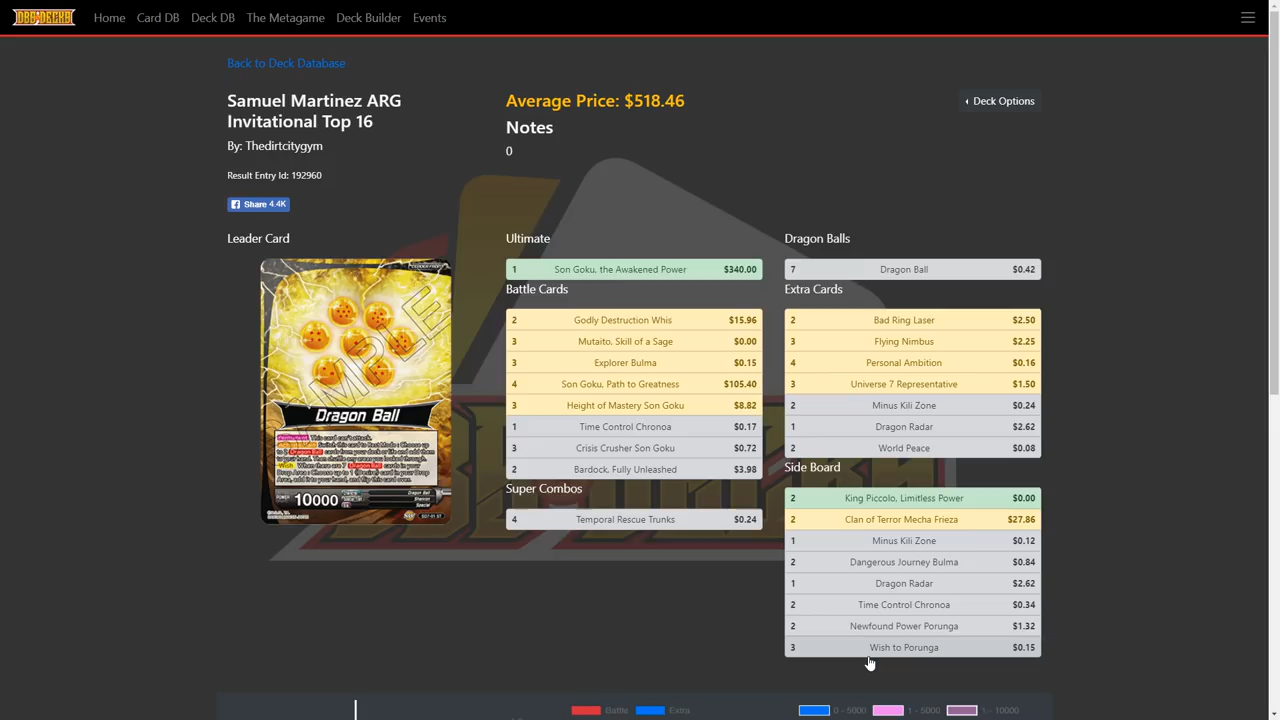 DBS DECKS
Home Card DB Deck DB The Metagame Deck Builder Events
Back to Deck Database
Samuel Martinez ARG
Invitational Top 16
By: Thedirtcitygym
Result Entry Id: 192960
Share 4.4K
Average Price: $518.46
Notes
0
Deck Options
Leader Card
Dragon Ball
POWER 10000
Ultimate
1 Son Goku, the Awakened Power $340.00
Battle Cards
2 Godly Destruction Whis $15.96
3 Mutaito, Skill of a Sage $0.00
3 Explorer Bulma $0.15
4 Son Goku, Path to Greatness $105.40
3 Height of Mastery Son Goku $8.82
1 Time Control Chronoa $0.17
3 Crisis Crusher Son Goku $0.72
2 Bardock, Fully Unleashed $3.98
Super Combos
4 Temporal Rescue Trunks $0.24
Dragon Balls
7 Dragon Ball $0.42
Extra Cards
2 Bad Ring Laser $2.50
3 Flying Nimbus $2.25
4 Personal Ambition $0.16
3 Universe 7 Representative $1.50
2 Minus Kili Zone $0.24
1 Dragon Radar $2.62
2 World Peace $0.08
Side Board
2 King Piccolo, Limitless Power $0.00
2 Clan of Terror Mecha Frieza $27.86
1 Minus Kili Zone $0.12
2 Dangerous Journey Bulma $0.84
1 Dragon Radar $2.62
2 Time Control Chronoa $0.34
2 Newfound Power Porunga $1.32
3 Wish to Porunga $0.15
Battle Extra
0 - 5000 1 - 5000 1 - 10000